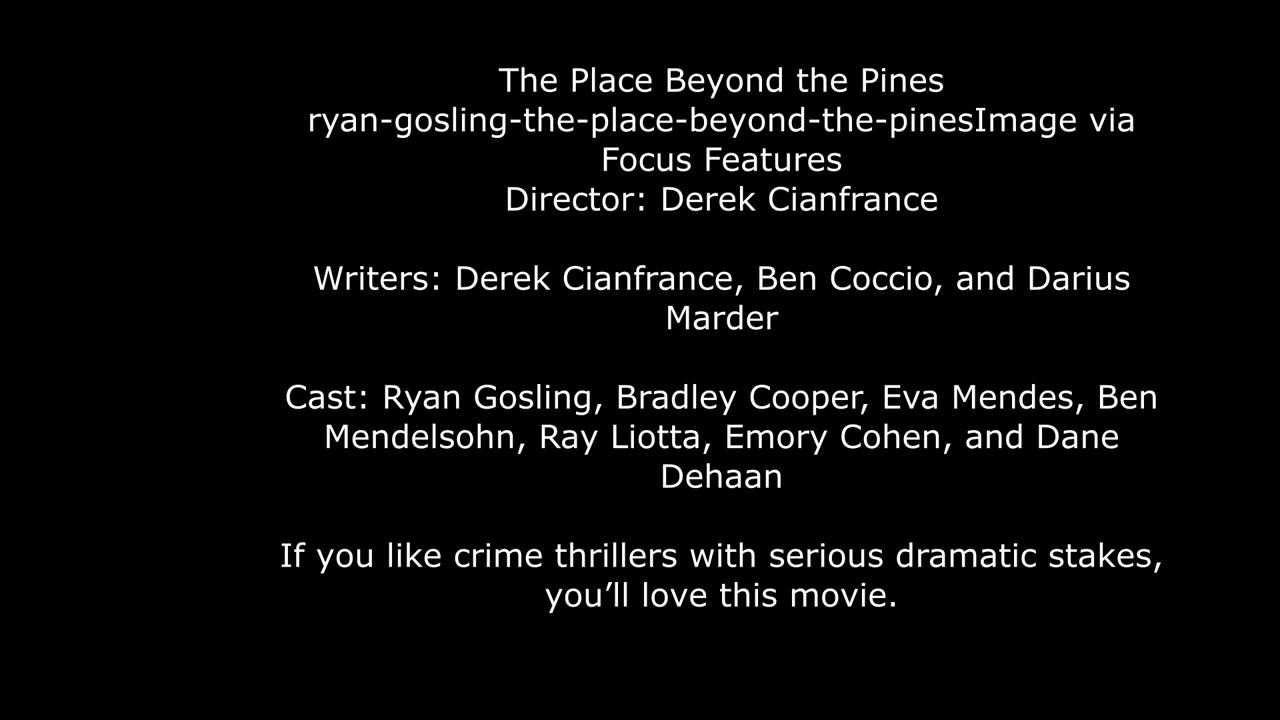 The Place Beyond the Pines
ryan-gosling-the-place-beyond-the-pinesImage via
Focus Features
Director: Derek Cianfrance
Writers: Derek Cianfrance, Ben Coccio, and Darius
Marder
Cast: Ryan Gosling, Bradley Cooper, Eva Mendes, Ben
Mendelsohn, Ray Liotta, Emory Cohen, and Dane
Dehaan
If you like crime thrillers with serious dramatic stakes,
you’ll love this movie.